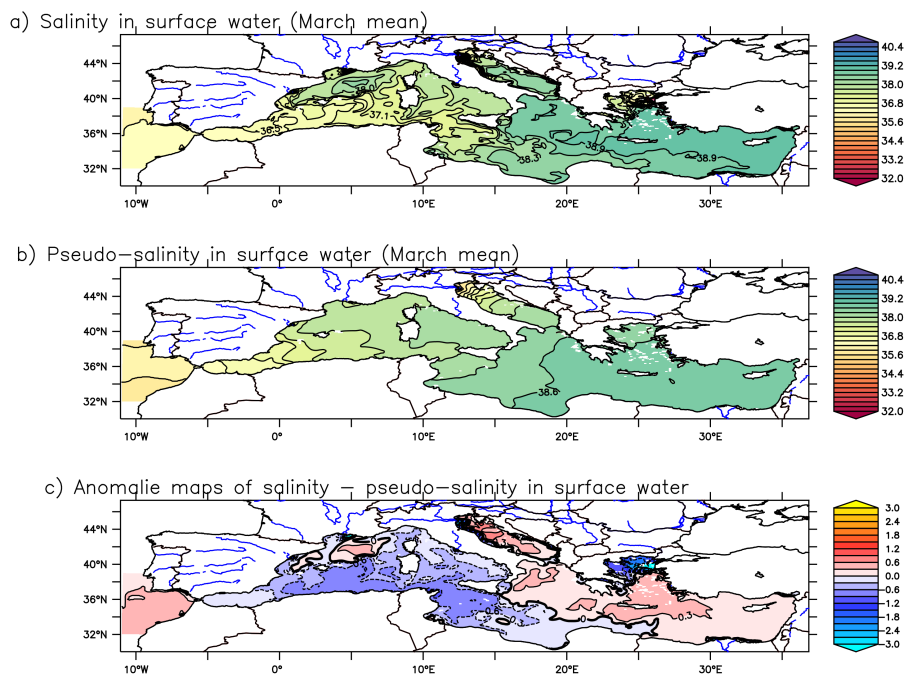 a) Salinity in surface water (March mean)
44°N
40°N
36°N
32°N
10°W 0° 10°E 20°E 30°E
38.0
37.1
36.5
38.3
38.9
38.9
40.4
39.2
38.0
36.8
35.6
34.4
33.2
32.0
b) Pseudo-salinity in surface water (March mean)
44°N
40°N
36°N
32°N
10°W 0° 10°E 20°E 30°E
38.6
40.4
39.2
38.0
36.8
35.6
34.4
33.2
32.0
c) Anomalie maps of salinity - pseudo-salinity in surface water
44°N
40°N
36°N
32°N
10°W 0° 10°E 20°E 30°E
0
0.3
3.0
2.4
1.8
1.2
0.6
0.0
-0.6
-1.2
-1.8
-2.4
-3.0